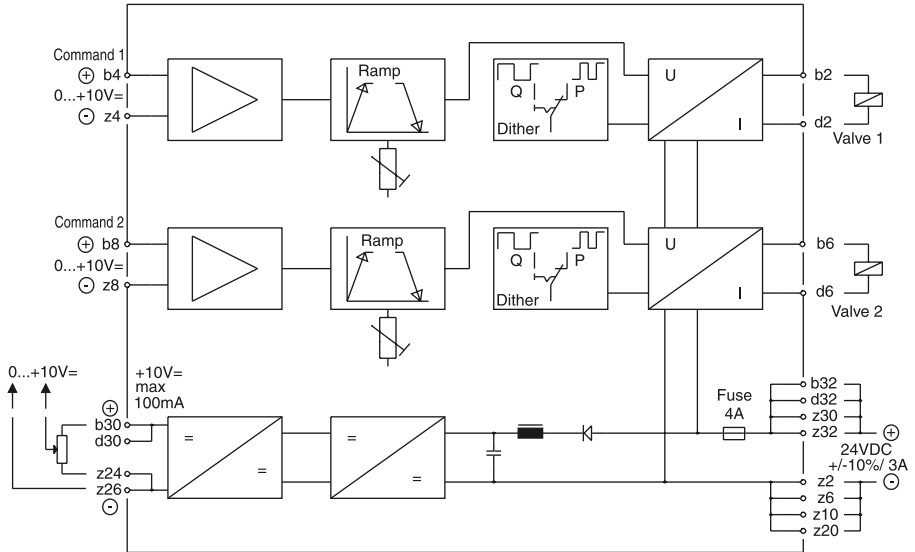 Command 1
⊕ b4
0...+10V=
⊖ z4
Ramp
Q P
Dither
U
I
b2
d2
Valve 1
Command 2
⊕ b8
0...+10V=
⊖ z8
Ramp
Q P
Dither
U
I
b6
d6
Valve 2
0...+10V=
+10V=
max
100mA
⊕
b30
d30
z24
z26
⊖
=
=
=
=
Fuse
4A
b32
d32
z30
z32 ⊕
24VDC
+/-10%/ 3A
z2 ⊖
z6
z10
z20